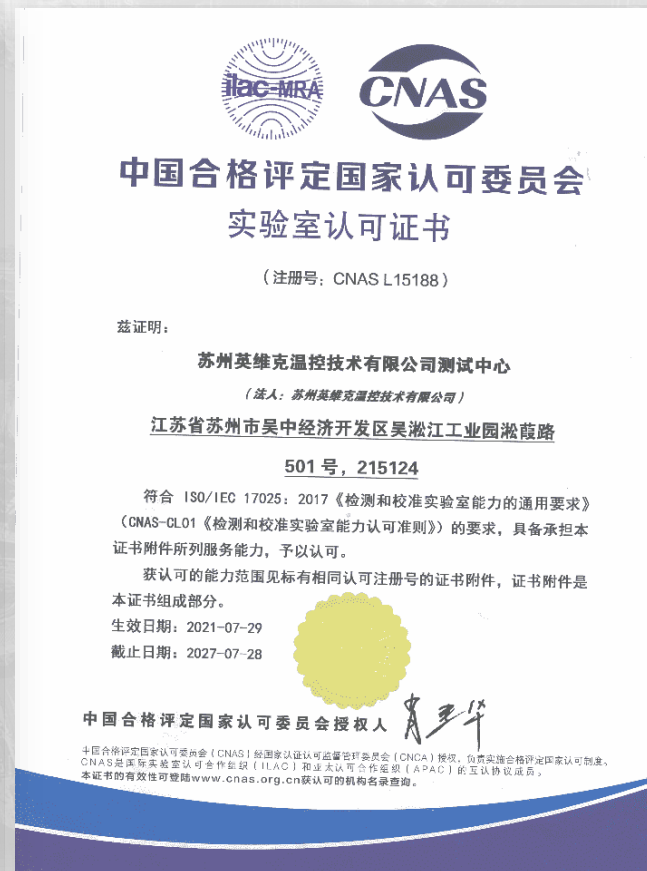 ilac-MRA
CNAS
中国合格评定国家认可委员会
实验室认可证书
（注册号：CNAS L15188）
兹证明：
苏州英维克温控技术有限公司测试中心
（法人：苏州英维克温控技术有限公司）
江苏省苏州市吴中经济开发区吴淞江工业园淞葭路
501 号，215124
符合 ISO/IEC 17025：2017《检测和校准实验室能力的通用要求》
（CNAS-CL01《检测和校准实验室能力认可准则》）的要求，具备承担本
证书附件所列服务能力，予以认可。
获认可的能力范围见标有相同认可注册号的证书附件，证书附件是
本证书组成部分。
生效日期：2021-07-29
截止日期：2027-07-28
中国合格评定国家认可委员会授权人
中国合格评定国家认可委员会（CNAS）经国家认证认可监督管理委员会（CNCA）授权，负责实施合格评定国家认可制度。
CNAS是国际实验室认可合作组织（ILAC）和亚太认可合作组织（APAC）的互认协议成员。
本证书的有效性可登陆www.cnas.org.cn获认可的机构名录查询。